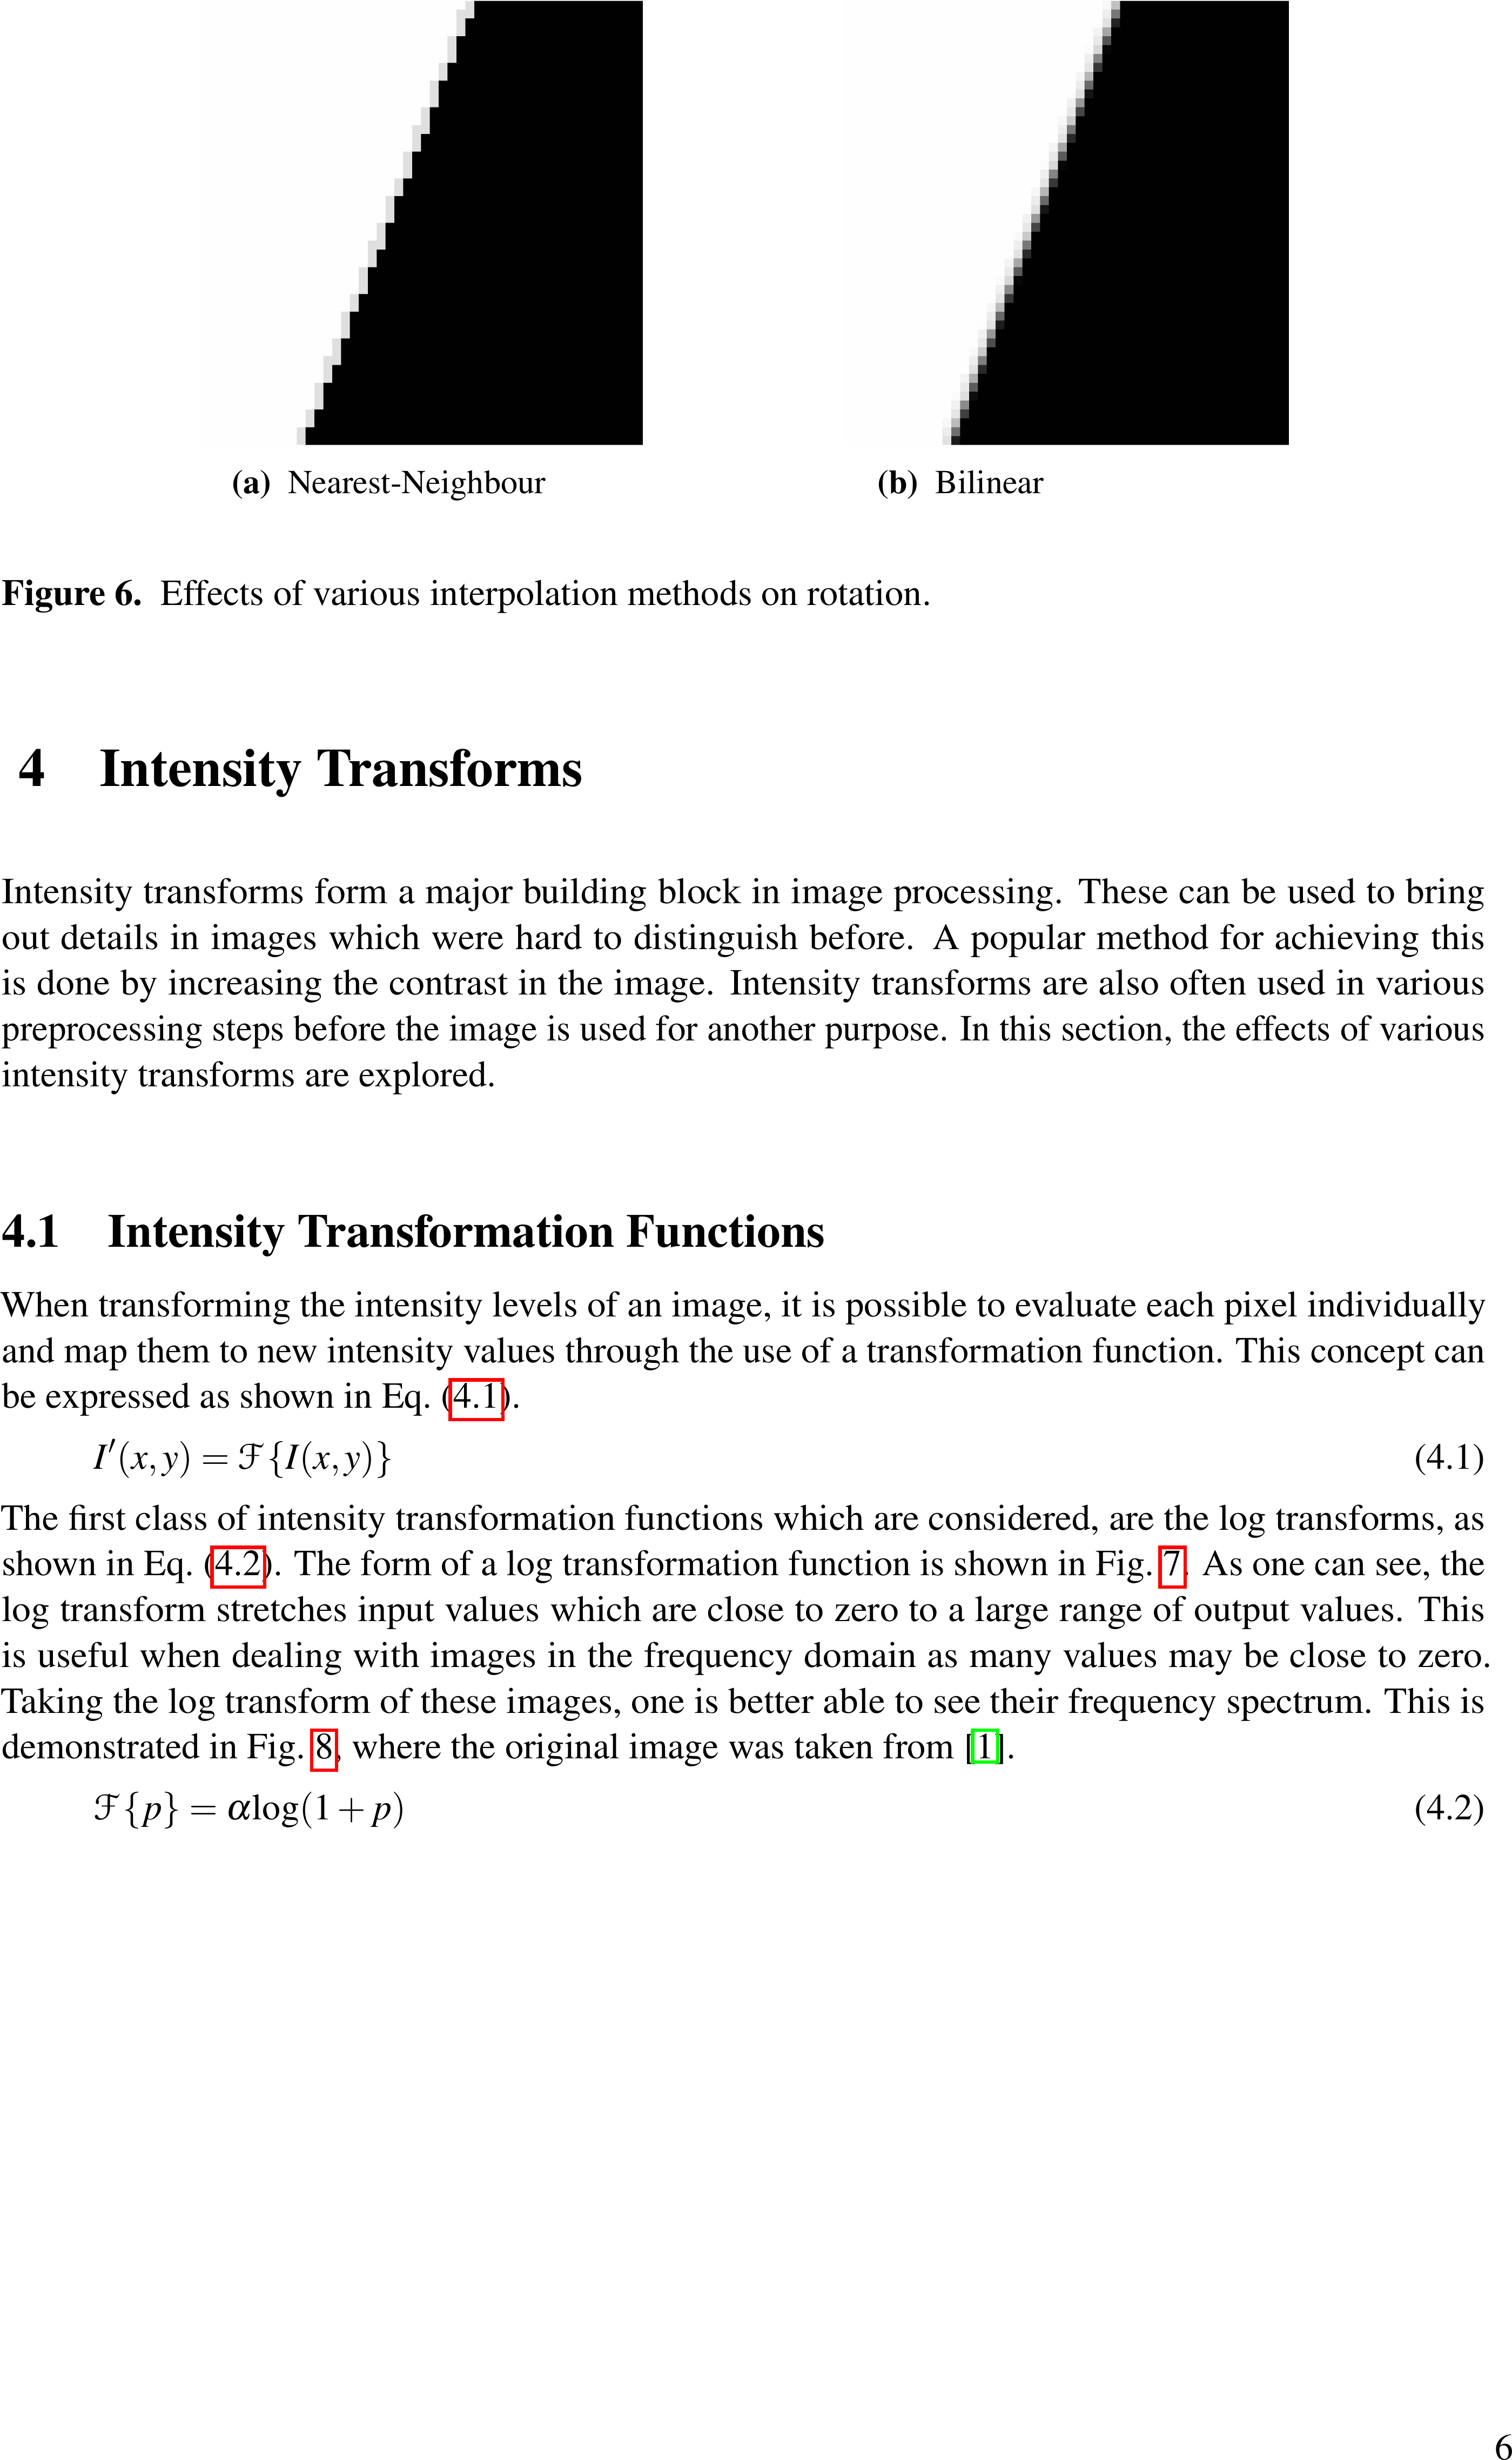 (a) Nearest-Neighbour (b) Bilinear
Figure 6. Effects of various interpolation methods on rotation.
4 Intensity Transforms
Intensity transforms form a major building block in image processing. These can be used to bring
out details in images which were hard to distinguish before. A popular method for achieving this
is done by increasing the contrast in the image. Intensity transforms are also often used in various
preprocessing steps before the image is used for another purpose. In this section, the effects of various
intensity transforms are explored.
4.1 Intensity Transformation Functions
When transforming the intensity levels of an image, it is possible to evaluate each pixel individually
and map them to new intensity values through the use of a transformation function. This concept can
be expressed as shown in Eq. (4.1).
I′(x,y) = ℱ{I(x,y)} (4.1)
The first class of intensity transformation functions which are considered, are the log transforms, as
shown in Eq. (4.2). The form of a log transformation function is shown in Fig. 7. As one can see, the
log transform stretches input values which are close to zero to a large range of output values. This
is useful when dealing with images in the frequency domain as many values may be close to zero.
Taking the log transform of these images, one is better able to see their frequency spectrum. This is
demonstrated in Fig. 8, where the original image was taken from [1].
ℱ{p} = αlog(1+p) (4.2)
6